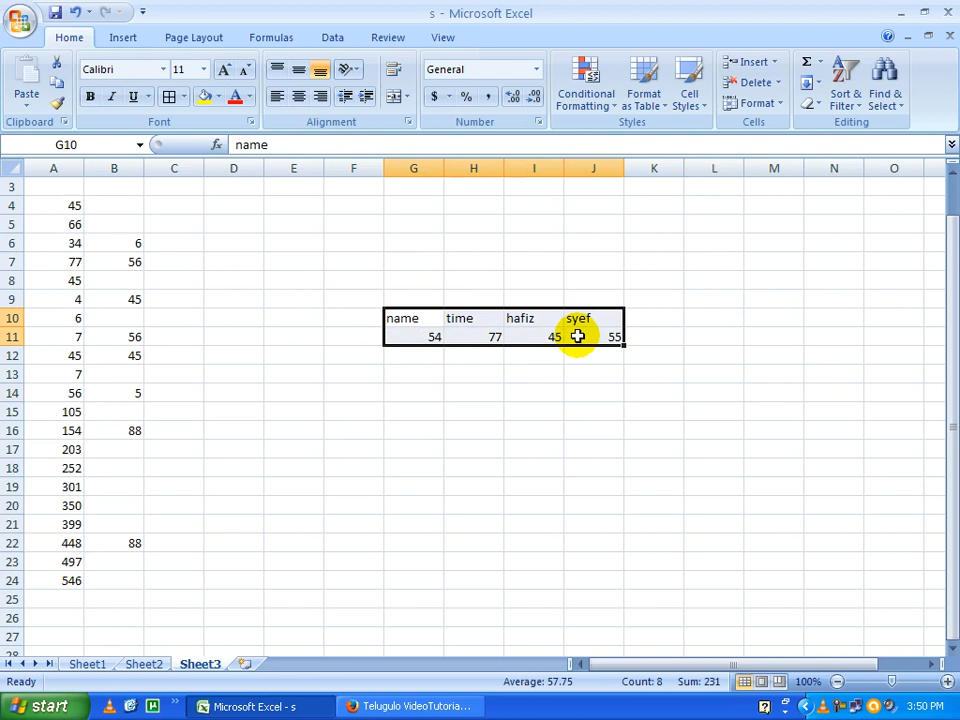 s - Microsoft Excel
Home Insert Page Layout Formulas Data Review View
Paste
Calibri 11
General
Conditional Formatting
Format as Table
Cell Styles
Insert
Delete
Format
Sort & Filter
Find & Select
Clipboard Font Alignment Number Styles Cells Editing
G10 fx name
A B C D E F G H I J K L M N O
3
4 45
5 66
6 34 6
7 77 56
8 45
9 4 45
10 6 name time hafiz syef
11 7 56 54 77 45 55
12 45 45
13 7
14 56 5
15 105
16 154 88
17 203
18 252
19 301
20 350
21 399
22 448 88
23 497
24 546
25
26
27
28
Sheet1 Sheet2 Sheet3
Ready Average: 57.75 Count: 8 Sum: 231 100%
start Microsoft Excel - s Telugulo VideoTutoria... 3:50 PM